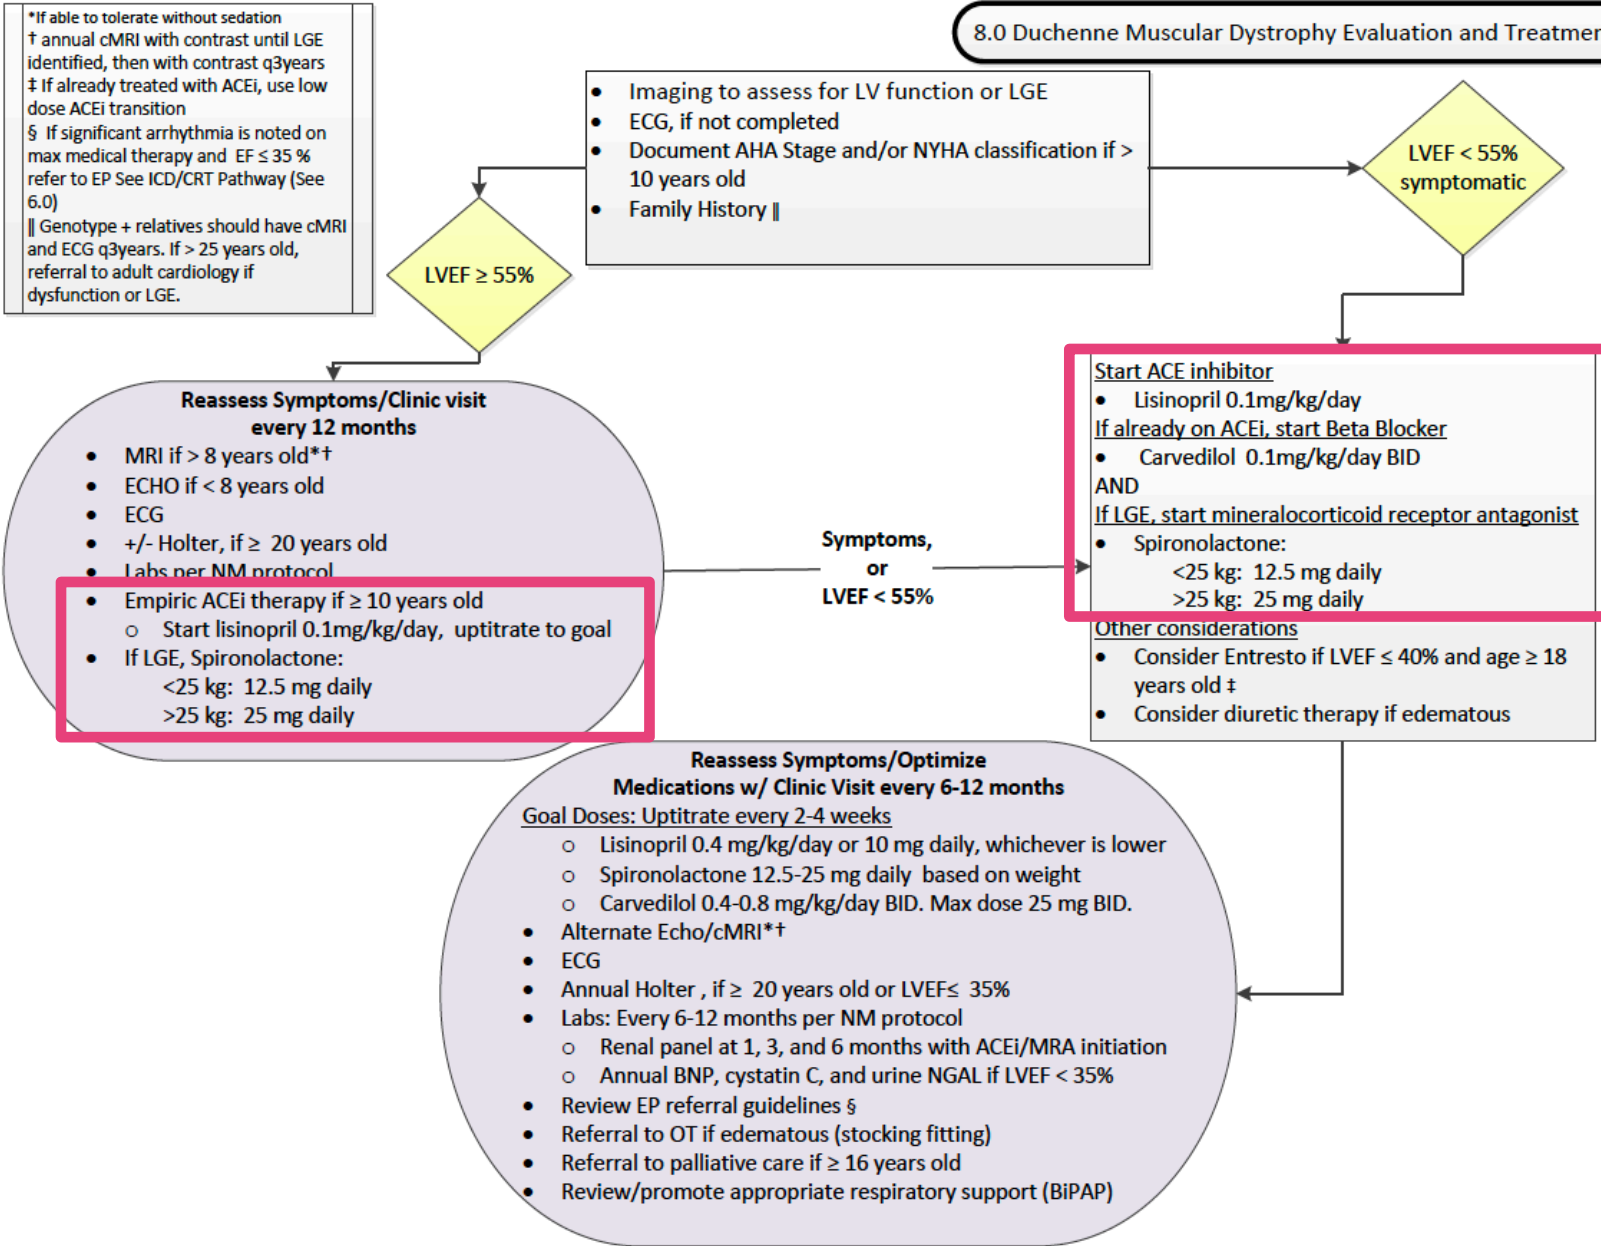 *If able to tolerate without sedation
† annual cMRI with contrast until LGE
identified, then with contrast q3years
‡ If already treated with ACEi, use low
dose ACEi transition
§ If significant arrhythmia is noted on
max medical therapy and EF ≤ 35 %
refer to EP See ICD/CRT Pathway (See
6.0)
‖ Genotype + relatives should have cMRI
and ECG q3years. If > 25 years old,
referral to adult cardiology if
dysfunction or LGE.
8.0 Duchenne Muscular Dystrophy Evaluation and Treatmen
• Imaging to assess for LV function or LGE
• ECG, if not completed
• Document AHA Stage and/or NYHA classification if >
10 years old
• Family History ‖
LVEF < 55%
symptomatic
LVEF ≥ 55%
Reassess Symptoms/Clinic visit
every 12 months
• MRI if > 8 years old*†
• ECHO if < 8 years old
• ECG
• +/- Holter, if ≥ 20 years old
• Labs per NM protocol
• Empiric ACEi therapy if ≥ 10 years old
o Start lisinopril 0.1mg/kg/day, uptitrate to goal
• If LGE, Spironolactone:
<25 kg: 12.5 mg daily
>25 kg: 25 mg daily
Symptoms,
or
LVEF < 55%
Start ACE inhibitor
• Lisinopril 0.1mg/kg/day
If already on ACEi, start Beta Blocker
• Carvedilol 0.1mg/kg/day BID
AND
If LGE, start mineralocorticoid receptor antagonist
• Spironolactone:
<25 kg: 12.5 mg daily
>25 kg: 25 mg daily
Other considerations
• Consider Entresto if LVEF ≤ 40% and age ≥ 18
years old ‡
• Consider diuretic therapy if edematous
Reassess Symptoms/Optimize
Medications w/ Clinic Visit every 6-12 months
Goal Doses: Uptitrate every 2-4 weeks
o Lisinopril 0.4 mg/kg/day or 10 mg daily, whichever is lower
o Spironolactone 12.5-25 mg daily based on weight
o Carvedilol 0.4-0.8 mg/kg/day BID. Max dose 25 mg BID.
• Alternate Echo/cMRI*†
• ECG
• Annual Holter , if ≥ 20 years old or LVEF≤ 35%
• Labs: Every 6-12 months per NM protocol
o Renal panel at 1, 3, and 6 months with ACEi/MRA initiation
o Annual BNP, cystatin C, and urine NGAL if LVEF < 35%
• Review EP referral guidelines §
• Referral to OT if edematous (stocking fitting)
• Referral to palliative care if ≥ 16 years old
• Review/promote appropriate respiratory support (BiPAP)